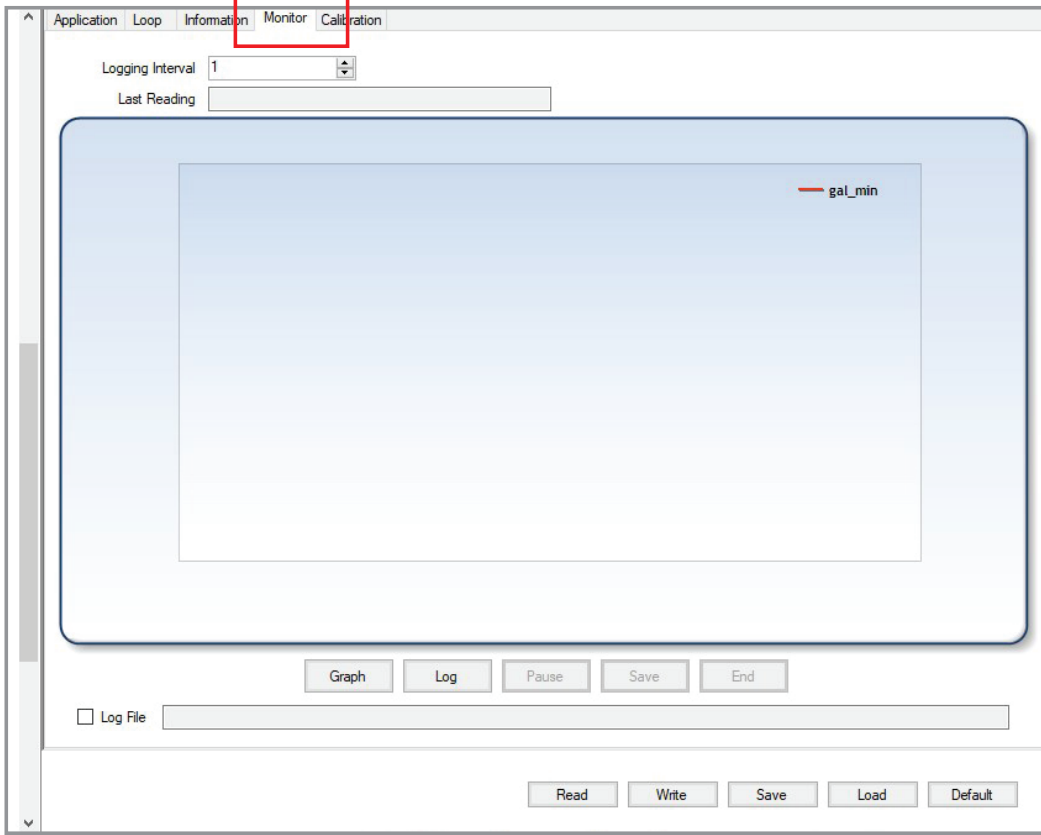 Application Loop Information Monitor Calibration
Logging Interval 1
Last Reading
gal_min
Graph Log Pause Save End
Log File
Read Write Save Load Default